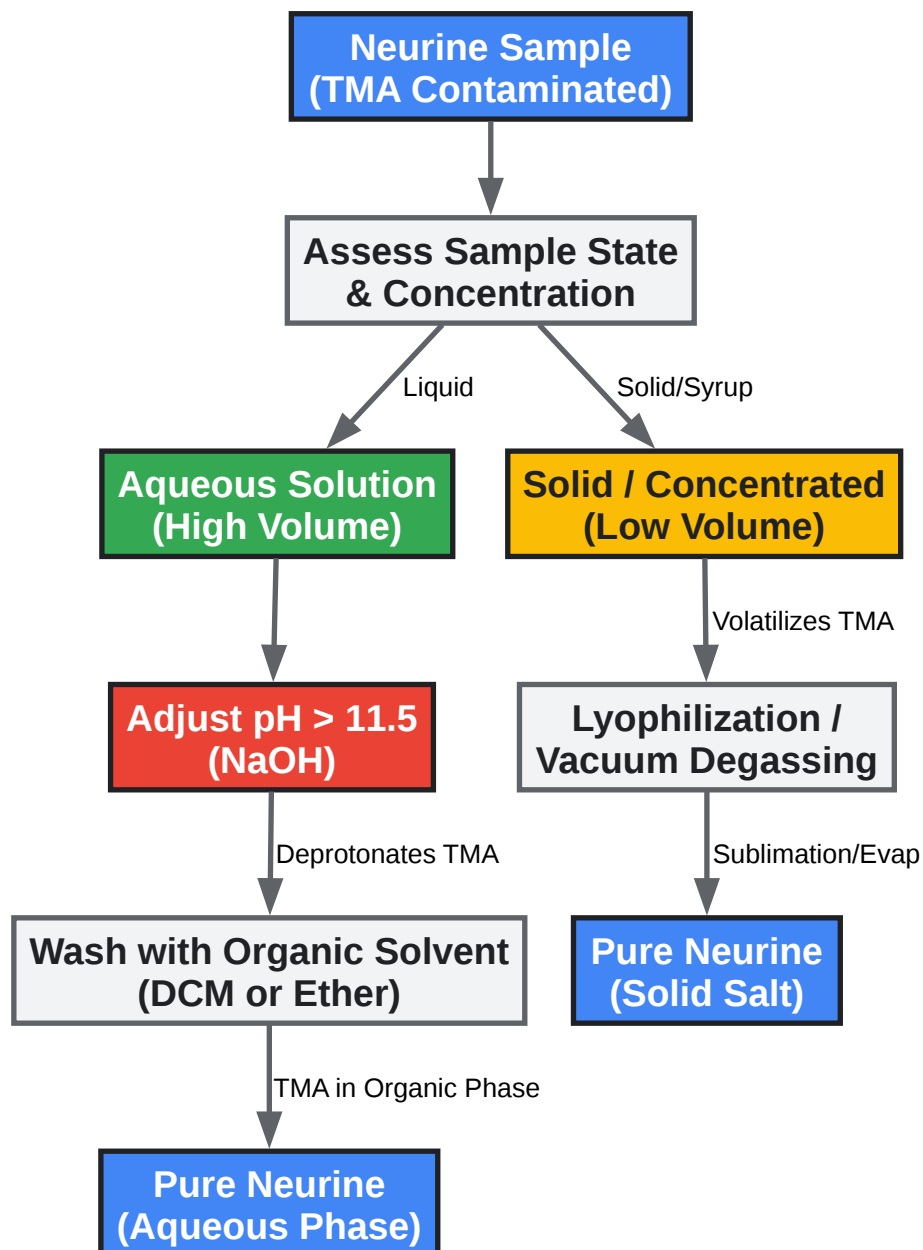 Neurine Sample
(TMA Contaminated)
Assess Sample State
& Concentration
Liquid
Solid/Syrup
Aqueous Solution
(High Volume)
Solid / Concentrated
(Low Volume)
Volatilizes TMA
Adjust pH > 11.5
(NaOH)
Lyophilization /
Vacuum Degassing
Deprotonates TMA
Sublimation/Evap
Wash with Organic Solvent
(DCM or Ether)
Pure Neurine
(Solid Salt)
TMA in Organic Phase
Pure Neurine
(Aqueous Phase)